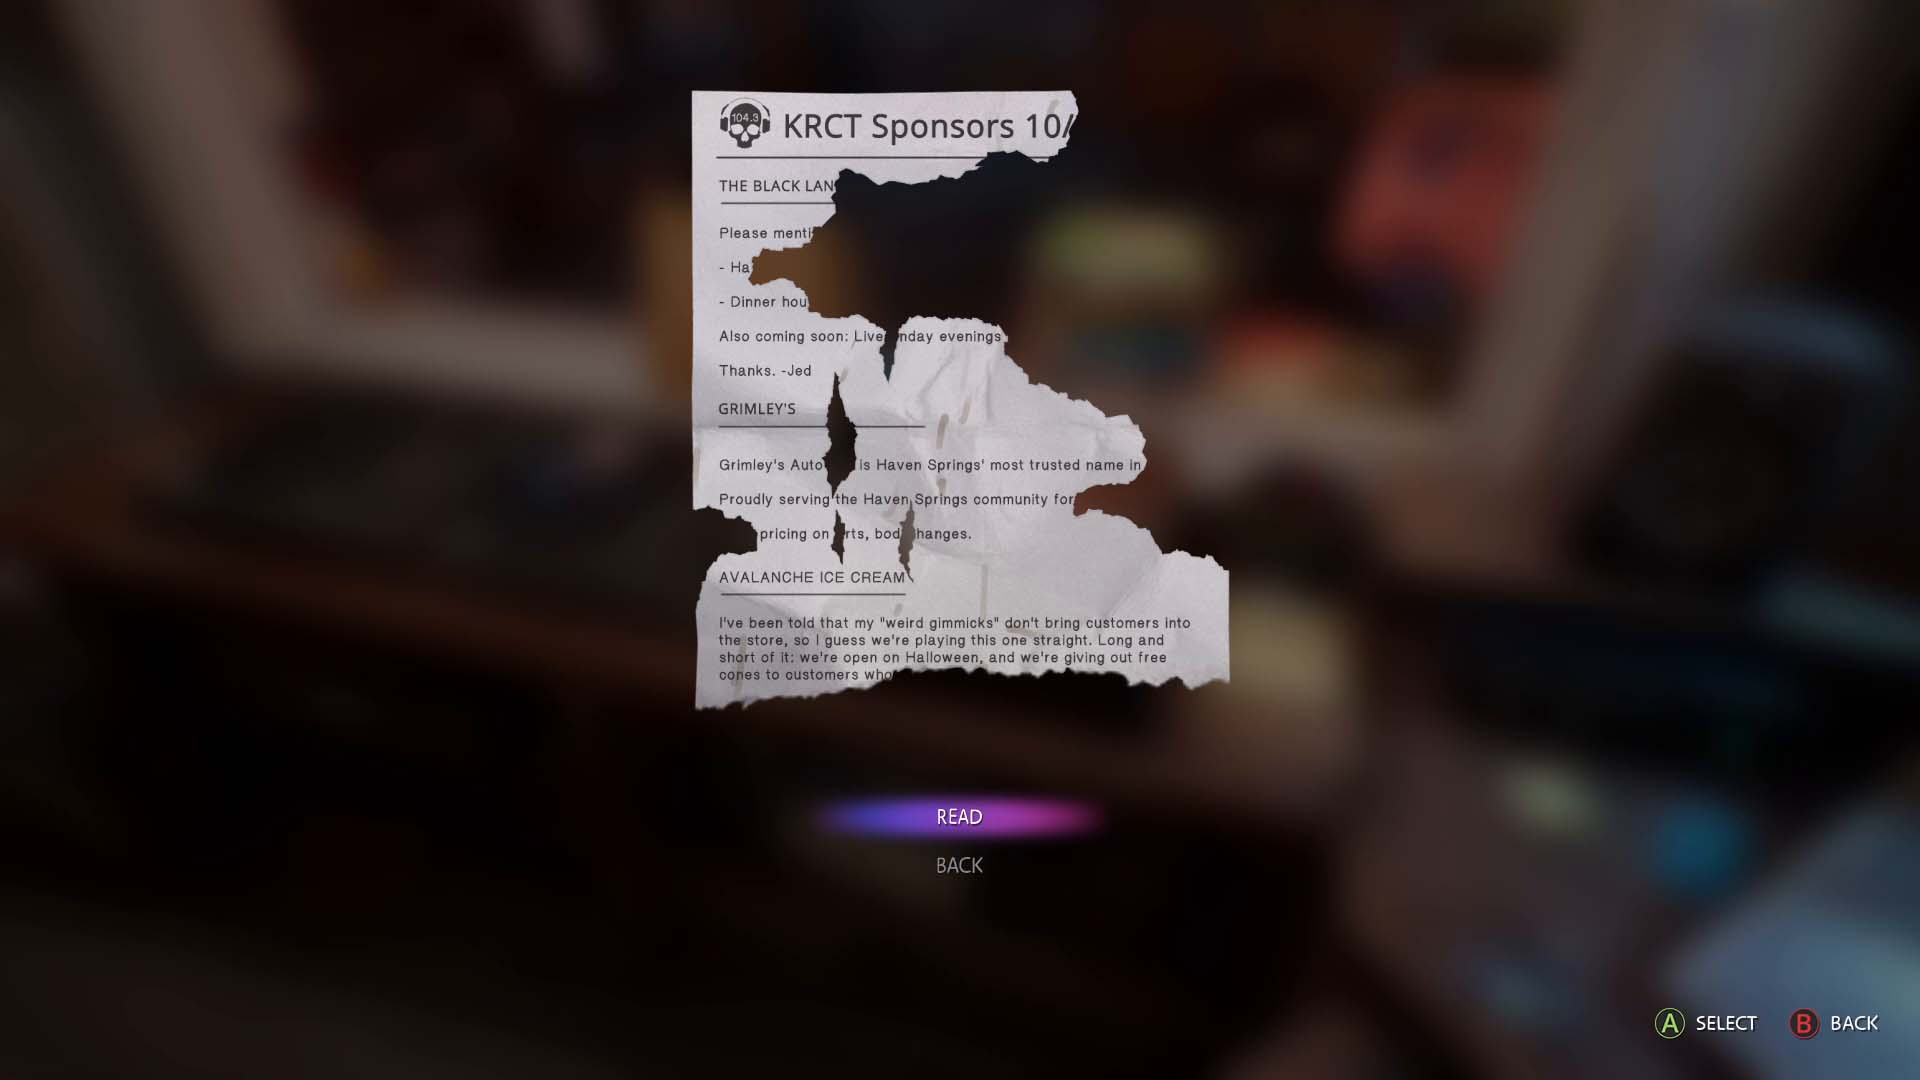 104.3
KRCT Sponsors 10/
THE BLACK LAN
Please menti
- Ha
- Dinner hou
Also coming soon: Live nday evenings
Thanks. -Jed
GRIMLEY'S
Grimley's Auto is Haven Springs' most trusted name in
Proudly serving the Haven Springs community for
pricing on rts, bod hanges.
AVALANCHE ICE CREAM
I've been told that my "weird gimmicks" don't bring customers into
the store, so I guess we're playing this one straight. Long and
short of it: we're open on Halloween, and we're giving out free
cones to customers who
READ
BACK
A SELECT B BACK